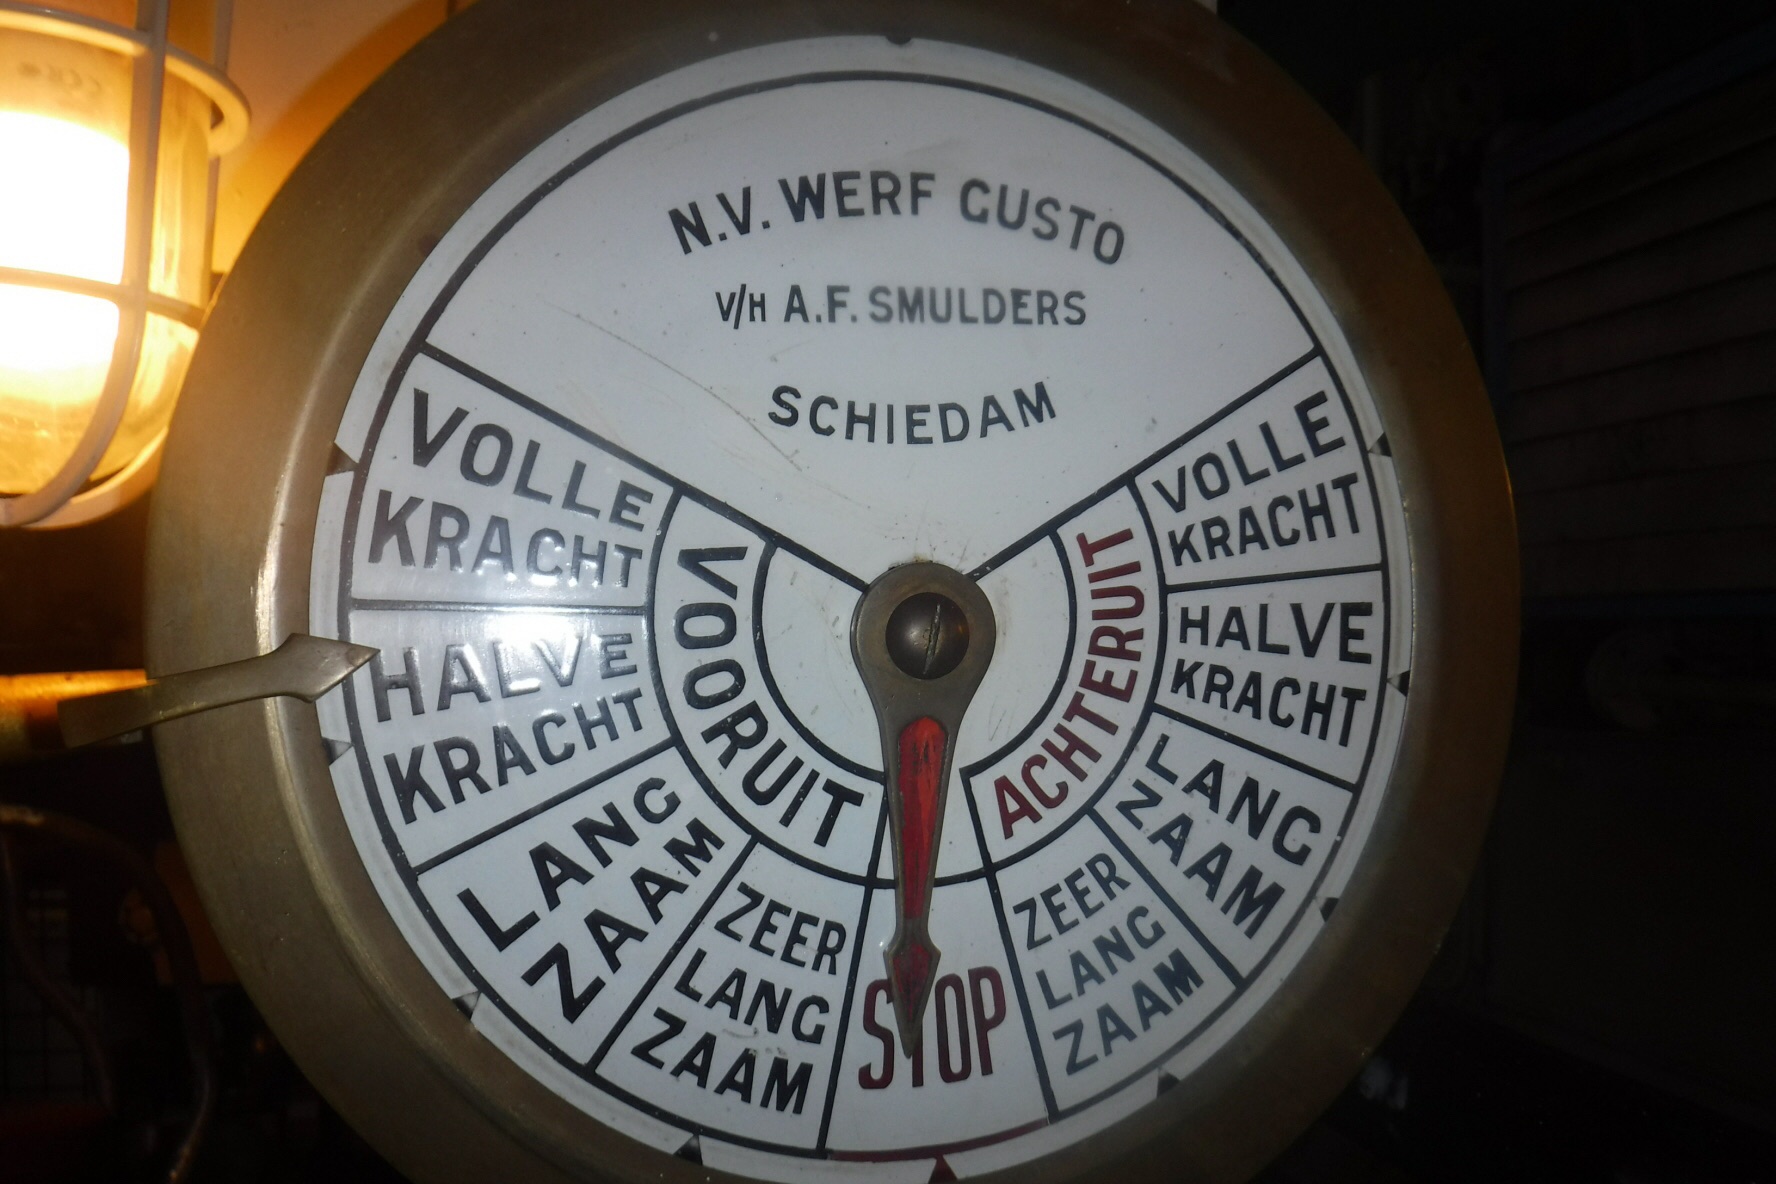 N.V. WERF GUSTO
V/H A.F. SMULDERS
SCHIEDAM
VOLLE
KRACHT
HALVE
KRACHT
LANG
ZAAM
ZEER
LANG
ZAAM
VOORUIT
STOP
ACHTERUIT
ZEER
LANG
ZAAM
LANG
ZAAM
HALVE
KRACHT
VOLLE
KRACHT